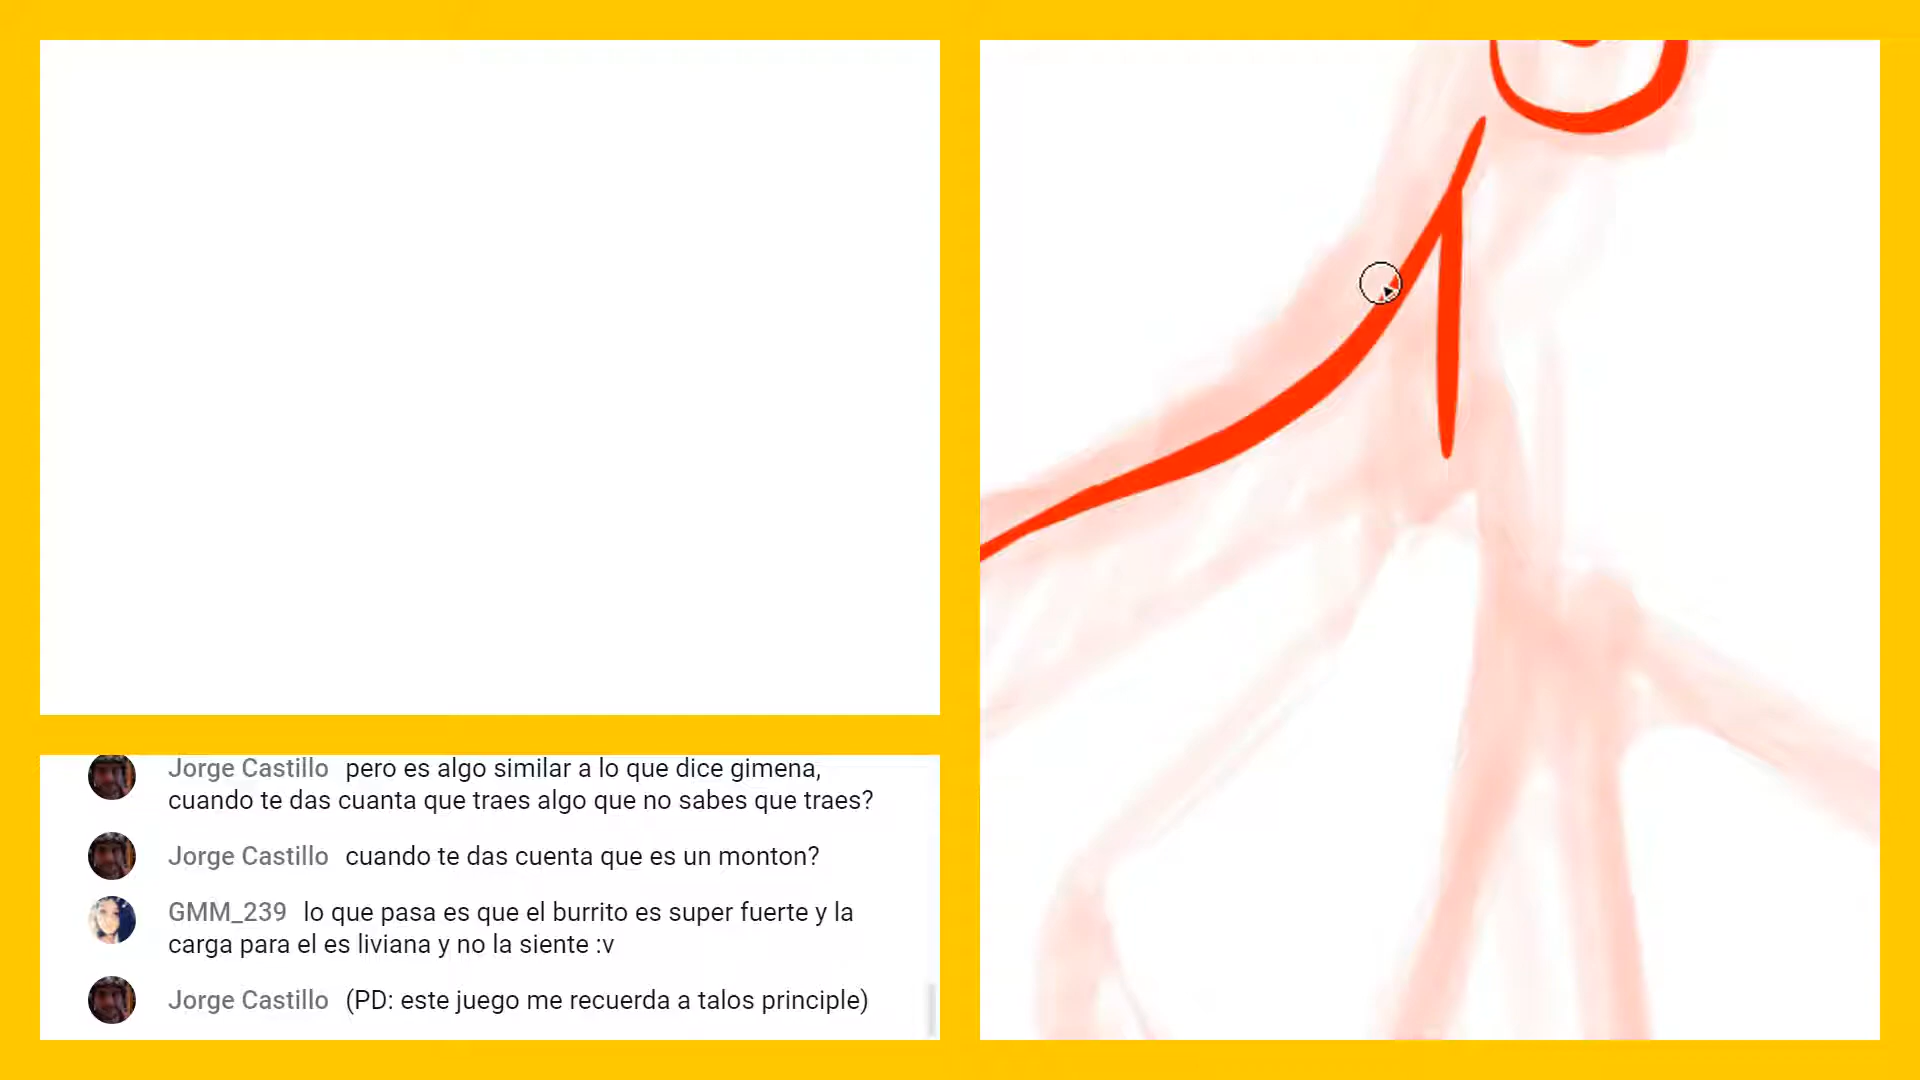 Jorge Castillo pero es algo similar a lo que dice gimena,
cuando te das cuanta que traes algo que no sabes que traes?
Jorge Castillo cuando te das cuenta que es un monton?
GMM_239 lo que pasa es que el burrito es super fuerte y la
carga para el es liviana y no la siente :v
Jorge Castillo (PD: este juego me recuerda a talos principle)